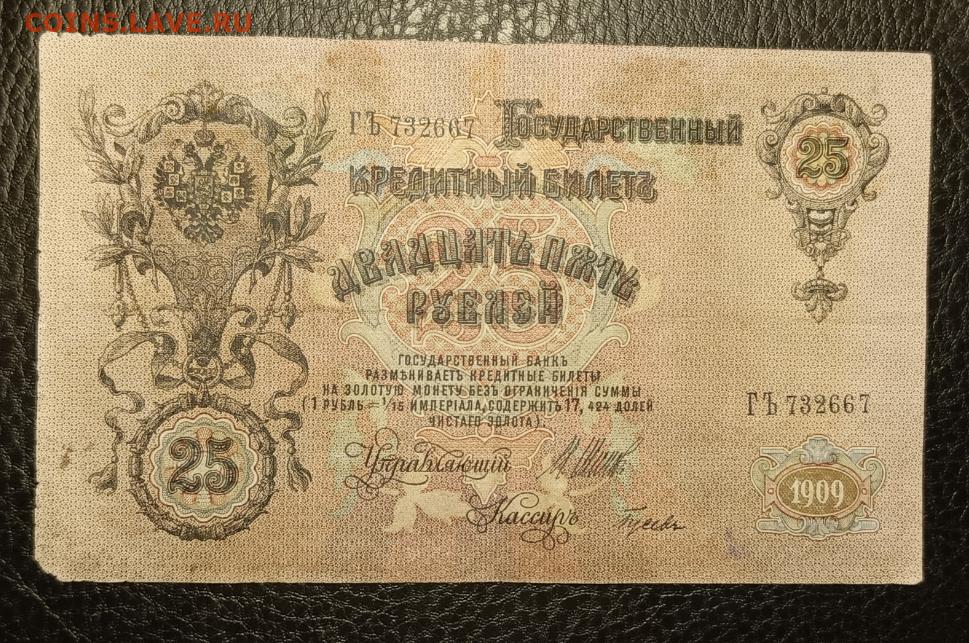 COINS.LAVE.RU
ГЪ 732667 ГОСУДАРСТВЕННЫЙ
КРЕДИТНЫЙ БИЛЕТЪ
25
ДВАДЦАТЬ ПЯТЬ
РУБЛЕЙ
ГОСУДАРСТВЕННЫЙ БАНКЪ
РАЗМѢНИВАЕТЪ КРЕДИТНЫЕ БИЛЕТЫ
НА ЗОЛОТУЮ МОНЕТУ БЕЗЪ ОГРАНИЧЕНІЯ СУММЫ
(1 РУБЛЬ = 1/15 ИМПЕРІАЛА, СОДЕРЖИТЪ 17, 424 ДОЛЕЙ
ЧИСТАГО ЗОЛОТА).
ГЪ 732667
25
Управляющій
Кассиръ
1909